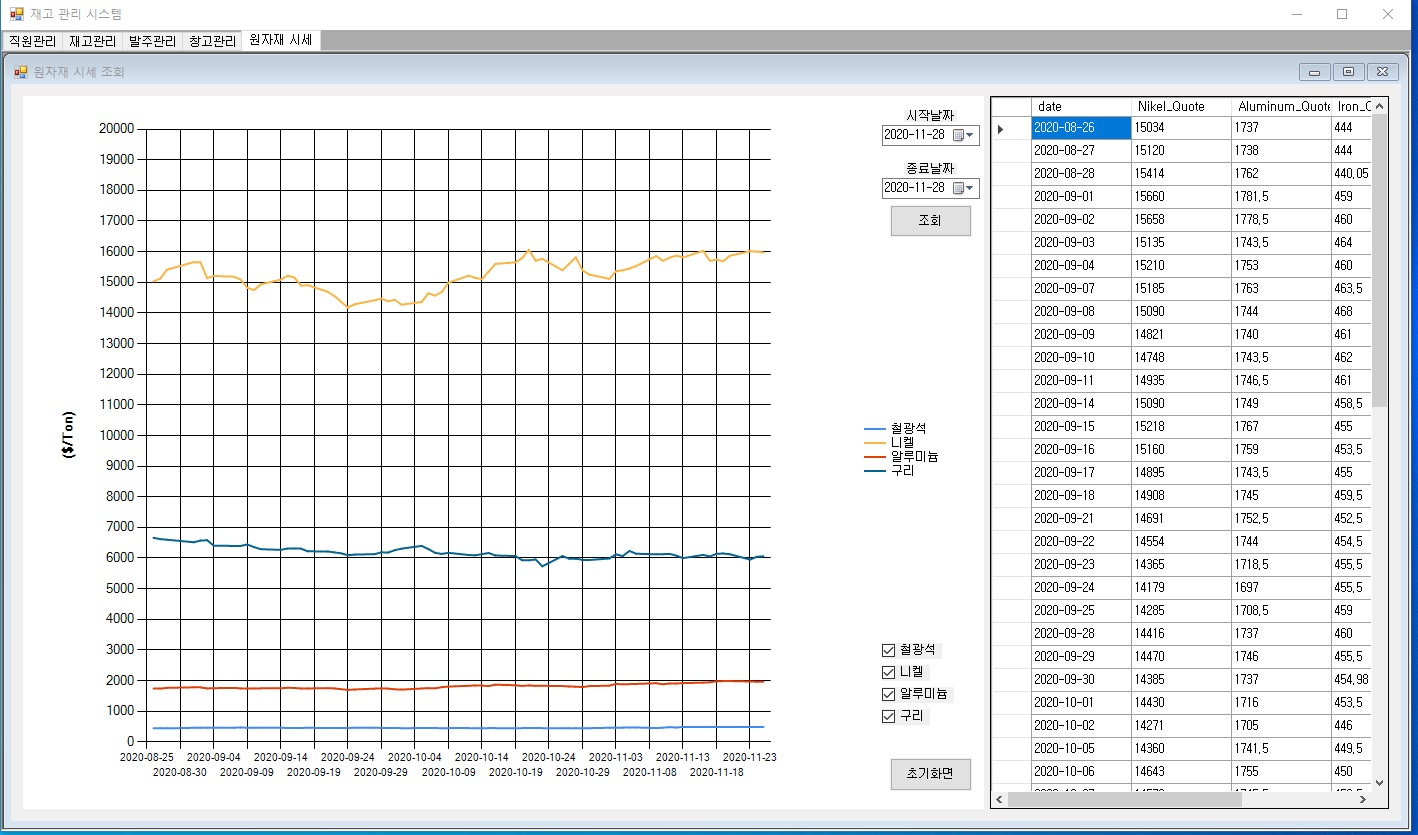 재고 관리 시스템
직원관리 재고관리 발주관리 창고관리 원자재 시세
원자재 시세 조회
($/Ton)
20000
19000
18000
17000
16000
15000
14000
13000
12000
11000
10000
9000
8000
7000
6000
5000
4000
3000
2000
1000
0
2020-08-25 2020-09-04 2020-09-14 2020-09-24 2020-10-04 2020-10-14 2020-10-24 2020-11-03 2020-11-13 2020-11-23
2020-08-30 2020-09-09 2020-09-19 2020-09-29 2020-10-09 2020-10-19 2020-10-29 2020-11-08 2020-11-18
시작날짜
2020-11-28
종료날짜
2020-11-28
조회
철광석
니켈
알루미늄
구리
철광석
니켈
알루미늄
구리
초기화면
date Nikel_Quote Aluminum_Quote
2020-08-26 15034 1737 444
2020-08-27 15120 1738 444
2020-08-28 15414 1762 440,05
2020-09-01 15660 1781,5 459
2020-09-02 15658 1778,5 460
2020-09-03 15135 1743,5 464
2020-09-04 15210 1753 460
2020-09-07 15185 1763 463,5
2020-09-08 15090 1744 468
2020-09-09 14821 1740 461
2020-09-10 14748 1743,5 462
2020-09-11 14935 1746,5 461
2020-09-14 15090 1749 458,5
2020-09-15 15218 1767 455
2020-09-16 15160 1759 453,5
2020-09-17 14895 1743,5 455
2020-09-18 14908 1745 459,5
2020-09-21 14691 1752,5 452,5
2020-09-22 14554 1744 454,5
2020-09-23 14365 1718,5 455,5
2020-09-24 14179 1697 455,5
2020-09-25 14285 1708,5 459
2020-09-28 14416 1737 460
2020-09-29 14470 1746 455,5
2020-09-30 14385 1737 454,98
2020-10-01 14430 1716 453,5
2020-10-02 14271 1705 446
2020-10-05 14360 1741,5 449,5
2020-10-06 14643 1755 450